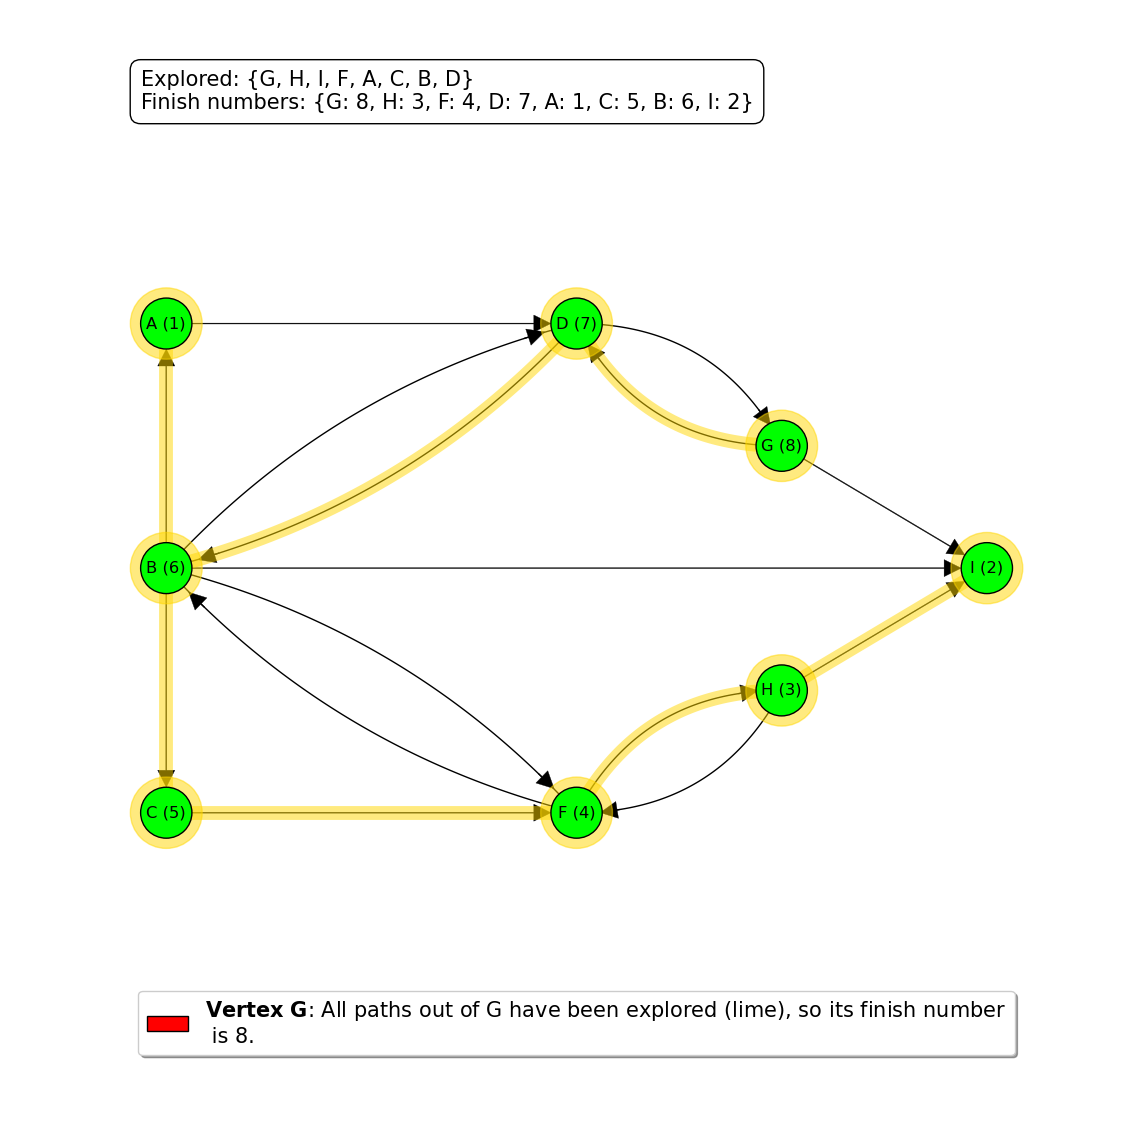 Explored: {G, H, I, F, A, C, B, D}
Finish numbers: {G: 8, H: 3, F: 4, D: 7, A: 1, C: 5, B: 6, I: 2}
A (1)
D (7)
G (8)
B (6)
I (2)
H (3)
C (5)
F (4)
Vertex G: All paths out of G have been explored (lime), so its finish number
is 8.